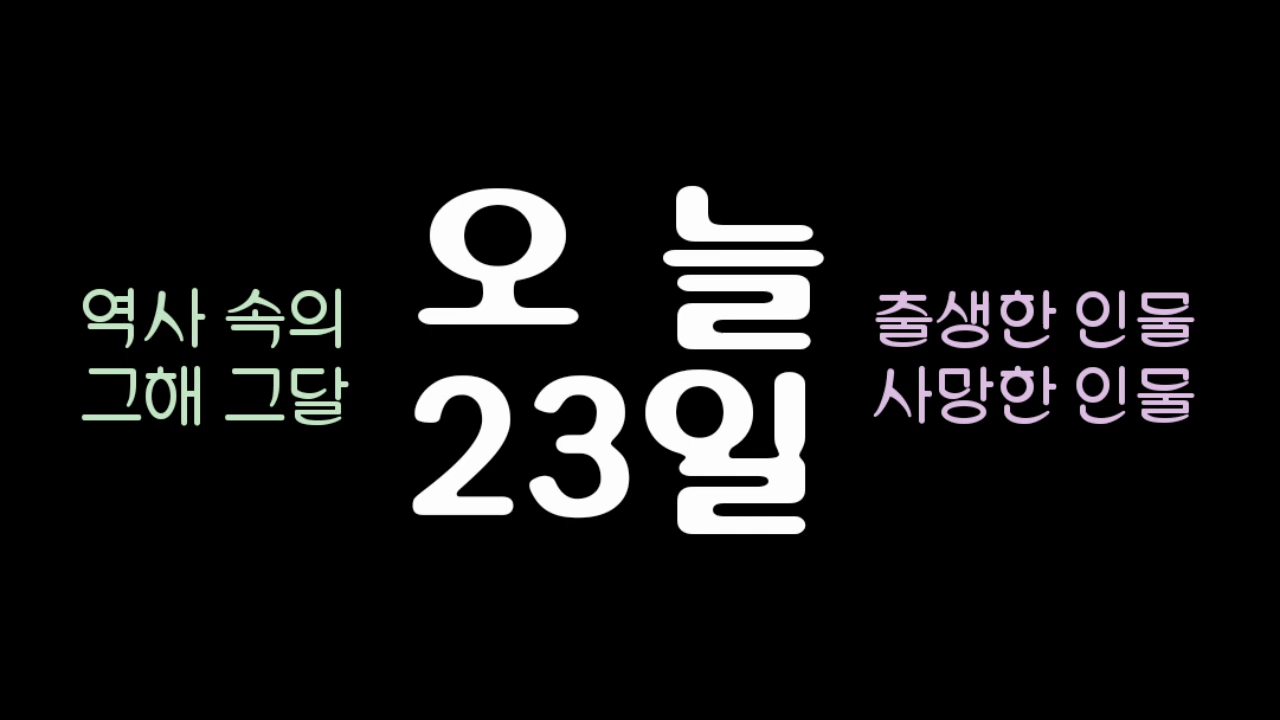 역사 속의
그해 그달
오 늘
23일
출생한 인물
사망한 인물